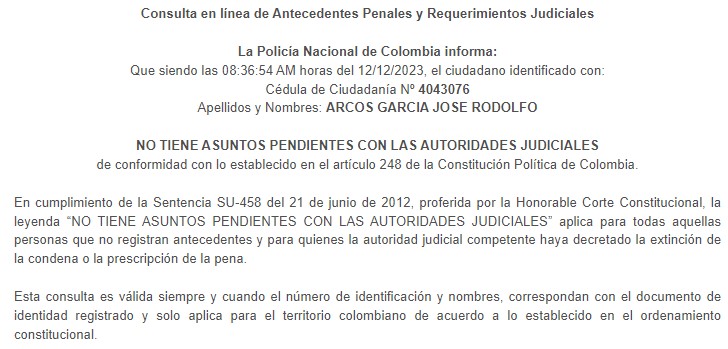 Consulta en línea de Antecedentes Penales y Requerimientos Judiciales
La Policía Nacional de Colombia informa:
Que siendo las 08:36:54 AM horas del 12/12/2023, el ciudadano identificado con:
Cédula de Ciudadanía Nº 4043076
Apellidos y Nombres: ARCOS GARCIA JOSE RODOLFO
NO TIENE ASUNTOS PENDIENTES CON LAS AUTORIDADES JUDICIALES
de conformidad con lo establecido en el artículo 248 de la Constitución Política de Colombia.
En cumplimiento de la Sentencia SU-458 del 21 de junio de 2012, proferida por la Honorable Corte Constitucional, la
leyenda “NO TIENE ASUNTOS PENDIENTES CON LAS AUTORIDADES JUDICIALES” aplica para todas aquellas
personas que no registran antecedentes y para quienes la autoridad judicial competente haya decretado la extinción de
la condena o la prescripción de la pena.
Esta consulta es válida siempre y cuando el número de identificación y nombres, correspondan con el documento de
identidad registrado y solo aplica para el territorio colombiano de acuerdo a lo establecido en el ordenamiento
constitucional.